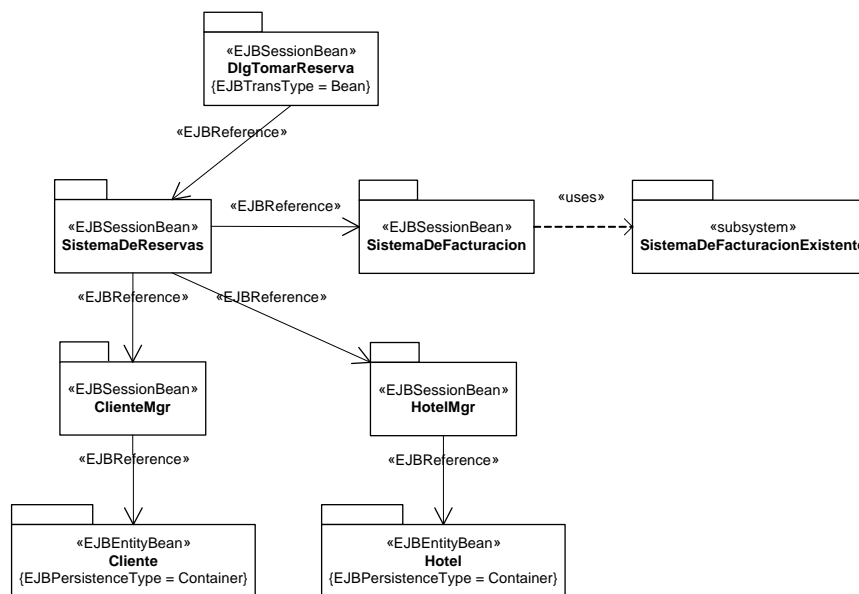 «EJBSessionBean»
DlgTomarReserva
{EJBTransType = Bean}
«EJBReference»
«EJBSessionBean»
SistemaDeReservas
«EJBReference»
«EJBSessionBean»
SistemaDeFacturacion
«uses»
«subsystem»
SistemaDeFacturacionExistente
«EJBReference»
«EJBReference»
«EJBSessionBean»
ClienteMgr
«EJBSessionBean»
HotelMgr
«EJBReference»
«EJBReference»
«EJBEntityBean»
Cliente
{EJBPersistenceType = Container}
«EJBEntityBean»
Hotel
{EJBPersistenceType = Container}